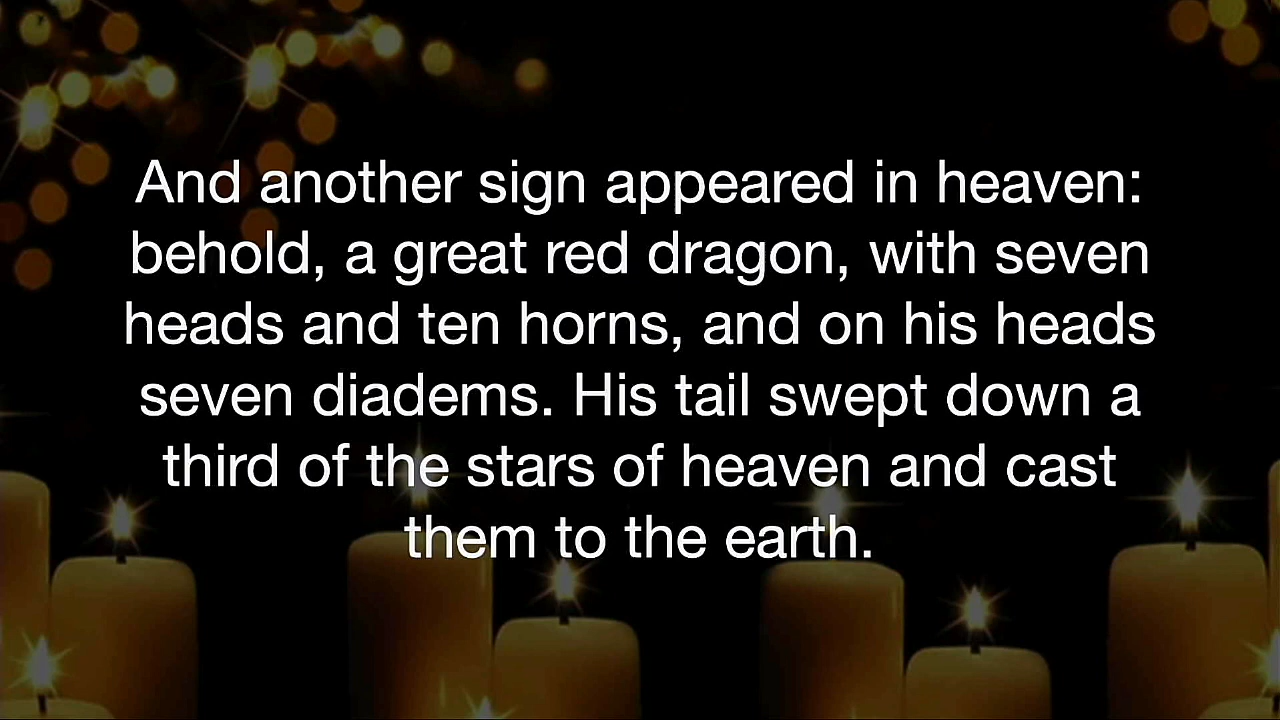 And another sign appeared in heaven:
behold, a great red dragon, with seven
heads and ten horns, and on his heads
seven diadems. His tail swept down a
third of the stars of heaven and cast
them to the earth.